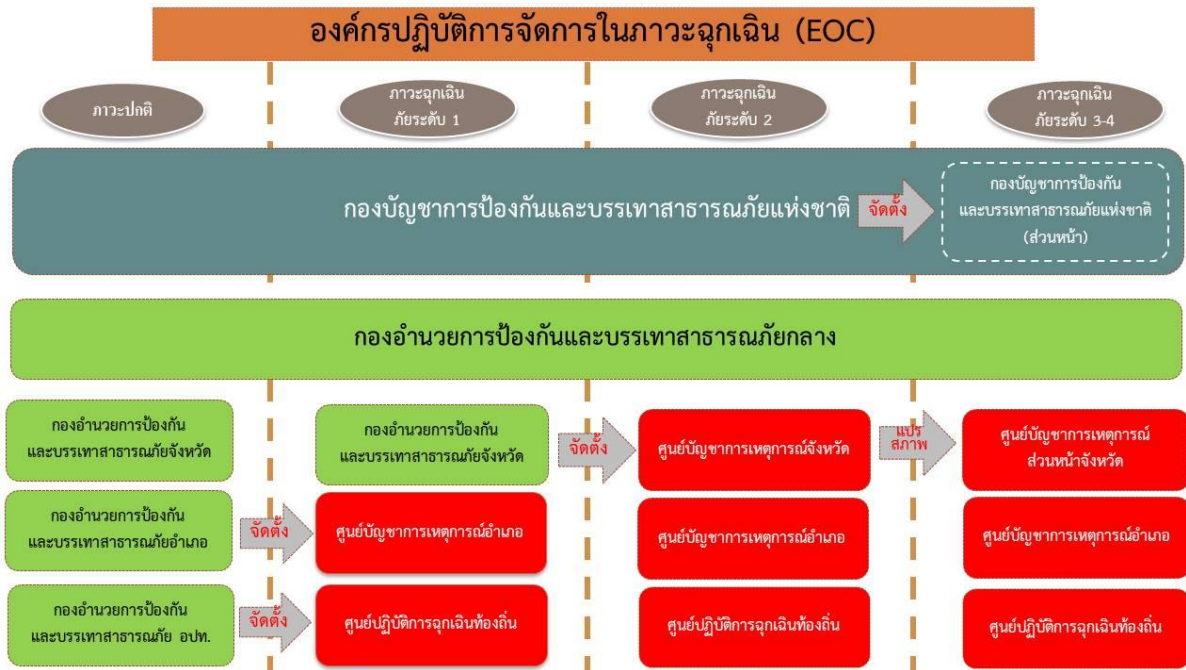 องค์กรปฏิบัติการจัดการในภาวะฉุกเฉิน (EOC)
ภาวะปกติ
ภาวะฉุกเฉิน
ภัยระดับ 1
ภาวะฉุกเฉิน
ภัยระดับ 2
ภาวะฉุกเฉิน
ภัยระดับ 3-4
กองบัญชาการป้องกันและบรรเทาสาธารณภัยแห่งชาติ
จัดตั้ง
กองบัญชาการป้องกัน
และบรรเทาสาธารณภัยแห่งชาติ
(ส่วนหน้า)
กองอำนวยการป้องกันและบรรเทาสาธารณภัยกลาง
กองอำนวยการป้องกัน
และบรรเทาสาธารณภัยจังหวัด
กองอำนวยการป้องกัน
และบรรเทาสาธารณภัยจังหวัด
จัดตั้ง
ศูนย์บัญชาการเหตุการณ์จังหวัด
แปร
สภาพ
ศูนย์บัญชาการเหตุการณ์
ส่วนหน้าจังหวัด
กองอำนวยการป้องกัน
และบรรเทาสาธารณภัยอำเภอ
จัดตั้ง
ศูนย์บัญชาการเหตุการณ์อำเภอ
ศูนย์บัญชาการเหตุการณ์อำเภอ
ศูนย์บัญชาการเหตุการณ์อำเภอ
กองอำนวยการป้องกัน
และบรรเทาสาธารณภัย อปท.
จัดตั้ง
ศูนย์ปฏิบัติการฉุกเฉินท้องถิ่น
ศูนย์ปฏิบัติการฉุกเฉินท้องถิ่น
ศูนย์ปฏิบัติการฉุกเฉินท้องถิ่น